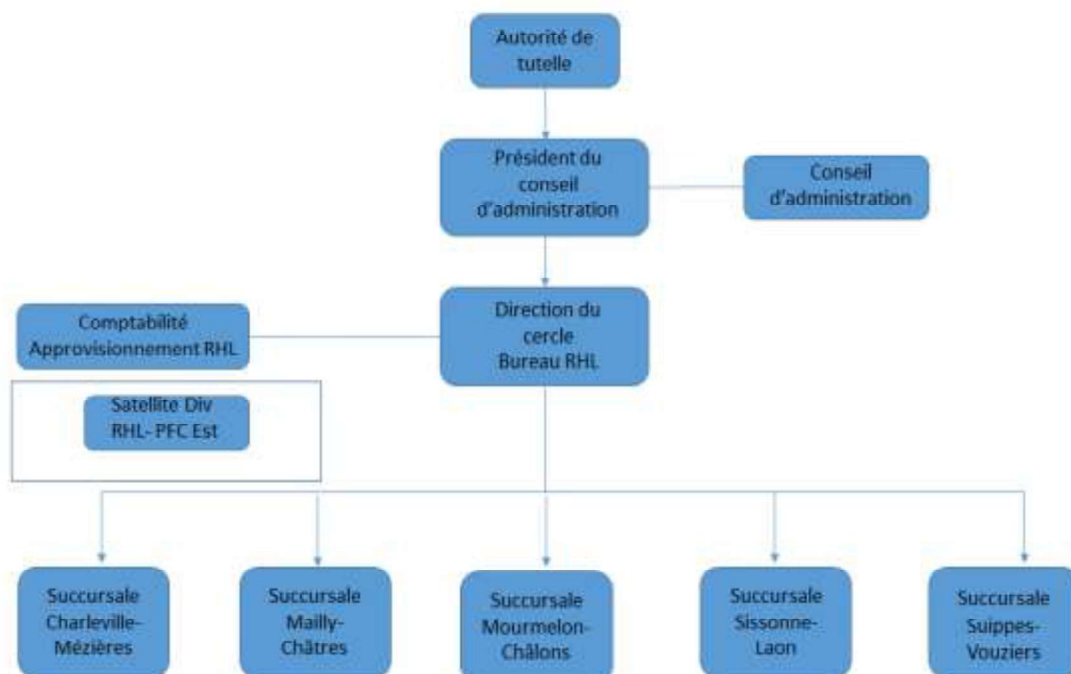 Autorité de
tutelle
Président du
conseil
d'administration
Conseil
d'administration
Direction du
cercle
Bureau RHL
Comptabilité
Approvisionnement RHL
Satellite Div
RHL- PFC Est
Succursale
Charleville-
Mézières
Succursale
Mailly-
Châtres
Succursale
Mourmelon-
Châlons
Succursale
Sissonne-
Laon
Succursale
Suippes-
Vouziers